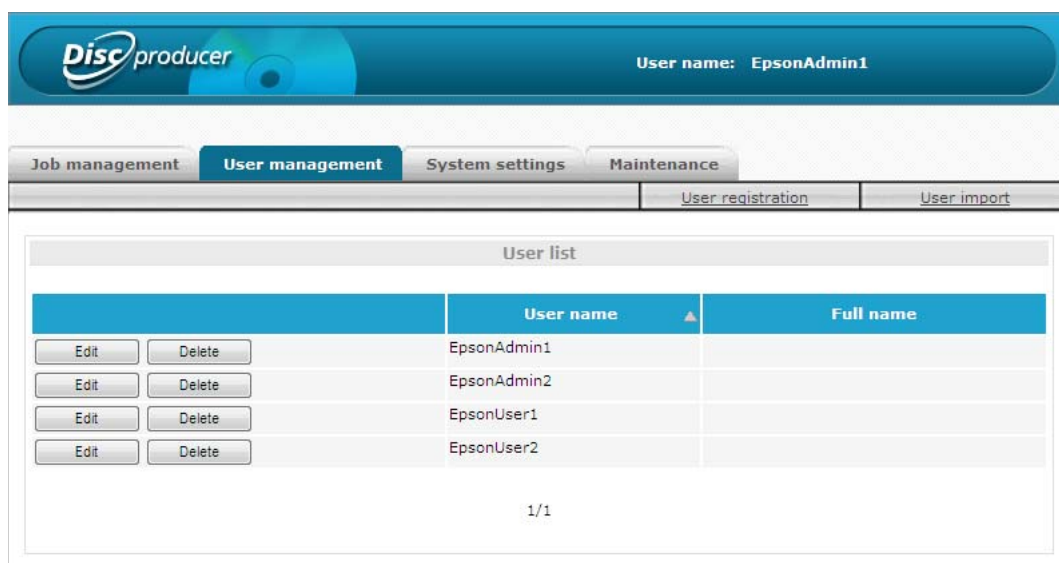 Disc producer
User name: EpsonAdmin1
Job management User management System settings Maintenance
User registration User import
User list
User name Full name
Edit Delete EpsonAdmin1
Edit Delete EpsonAdmin2
Edit Delete EpsonUser1
Edit Delete EpsonUser2
1/1